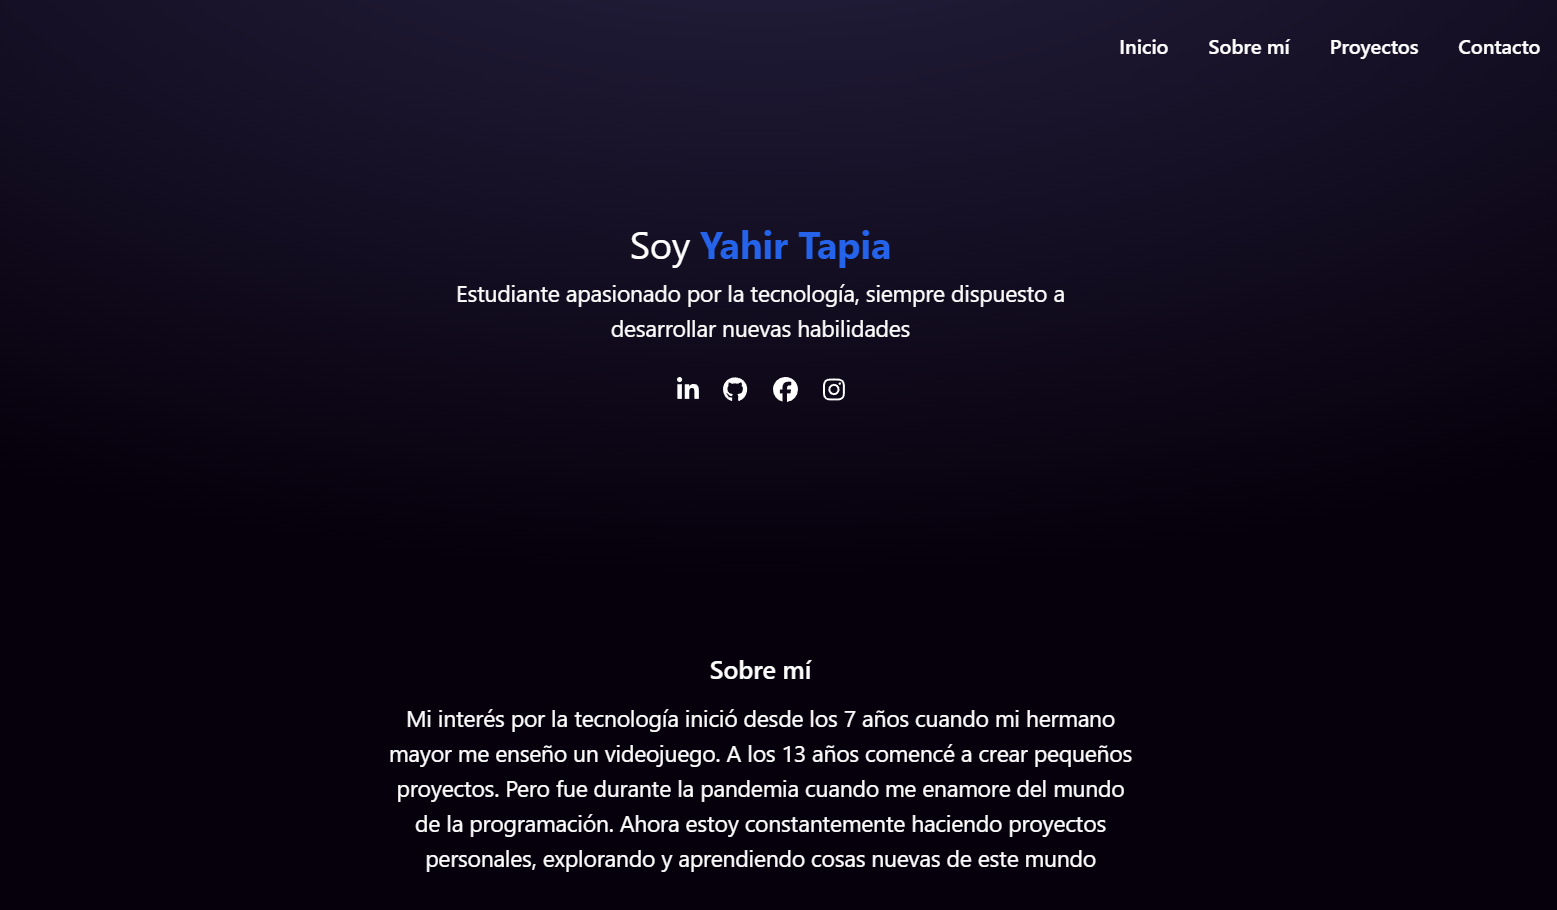 Inicio Sobre mí Proyectos Contacto
Soy Yahir Tapia
Estudiante apasionado por la tecnología, siempre dispuesto a
desarrollar nuevas habilidades
Sobre mí
Mi interés por la tecnología inició desde los 7 años cuando mi hermano
mayor me enseño un videojuego. A los 13 años comencé a crear pequeños
proyectos. Pero fue durante la pandemia cuando me enamore del mundo
de la programación. Ahora estoy constantemente haciendo proyectos
personales, explorando y aprendiendo cosas nuevas de este mundo